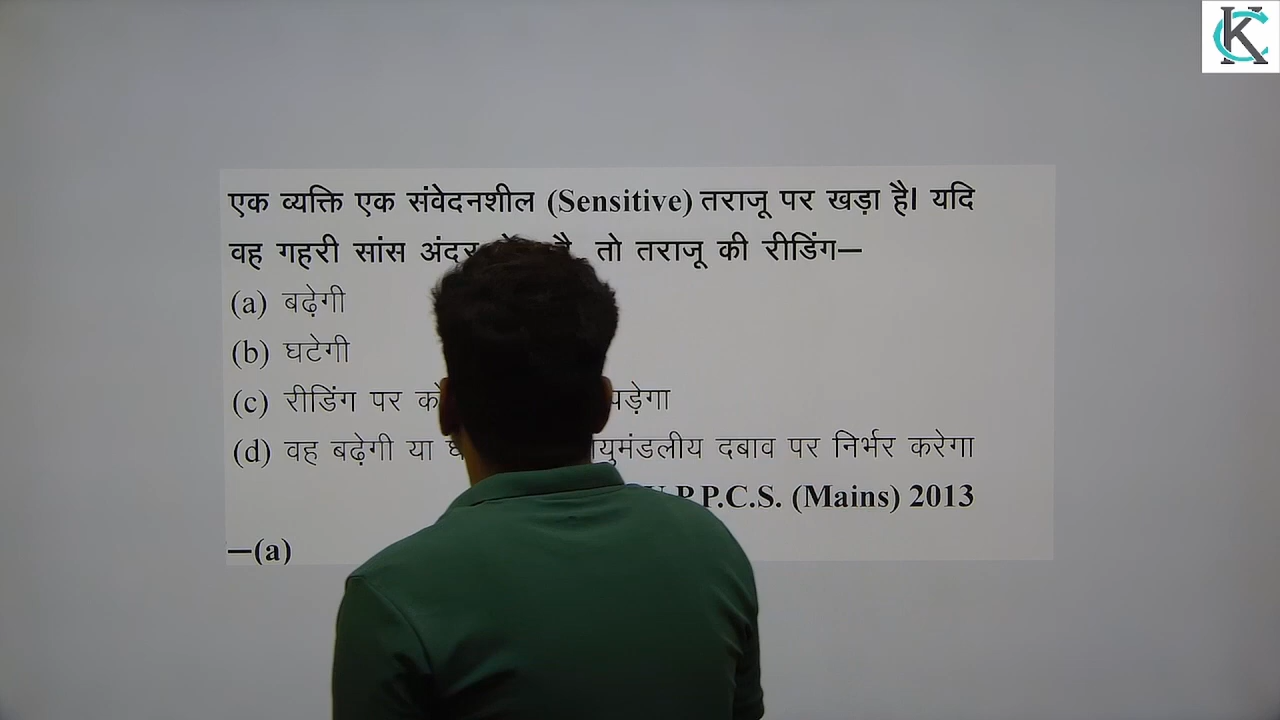 एक व्यक्ति एक संवेदनशील (Sensitive) तराजू पर खड़ा है। यदि
वह गहरी सांस अंदर है, तो तराजू की रीडिंग—
(a) बढ़ेगी
(b) घटेगी
(c) रीडिंग पर पड़ेगा
(d) वह बढ़ेगी या दबाव पर निर्भर करेगा
(Mains) 2013
—(a)